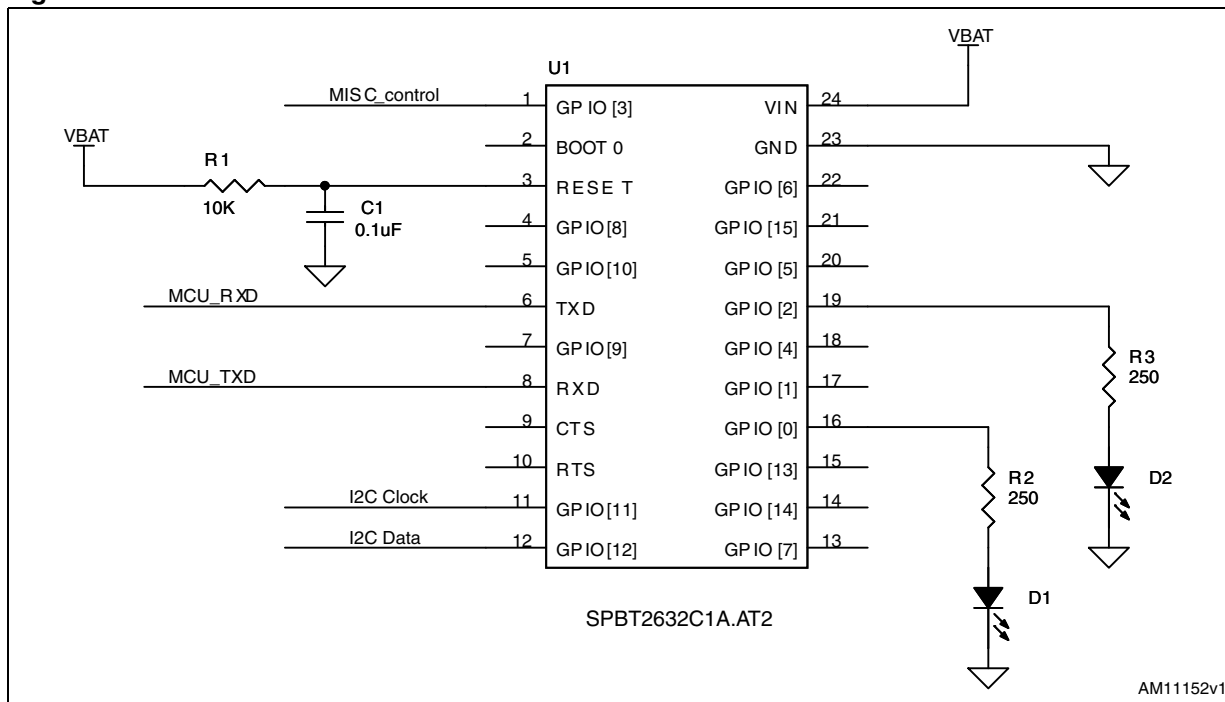 U1
VBAT
MISC_control
1
GPIO [3]
VIN
24
VBAT
2
BOOT 0
GND
23
R1
10K
3
RESET
GPIO [6]
22
C1
0.1uF
4
GPIO[8]
GPIO [15]
21
5
GPIO[10]
GPIO [5]
20
MCU_RXD
6
TXD
GPIO [2]
19
7
GPIO[9]
GPIO [4]
18
R3
250
MCU_TXD
8
RXD
GPIO [1]
17
9
CTS
GPIO [0]
16
10
RTS
GPIO [13]
15
R2
250
D2
I2C Clock
11
GPIO[11]
GPIO [14]
14
I2C Data
12
GPIO[12]
GPIO [7]
13
D1
SPBT2632C1A.AT2
AM11152v1